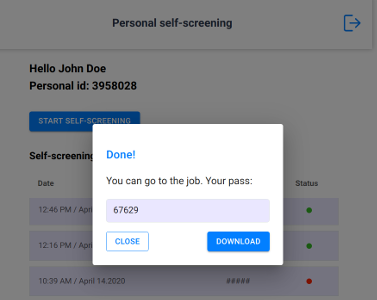 Personal self-screening
Hello John Doe
Personal id: 3958028
START SELF-SCREENING
Self-screening
Done!
You can go to the job. Your pass:
67629
CLOSE
DOWNLOAD
Date
Status
12:46 PM / April
12:16 PM / April
10:39 AM / April 14.2020
#####